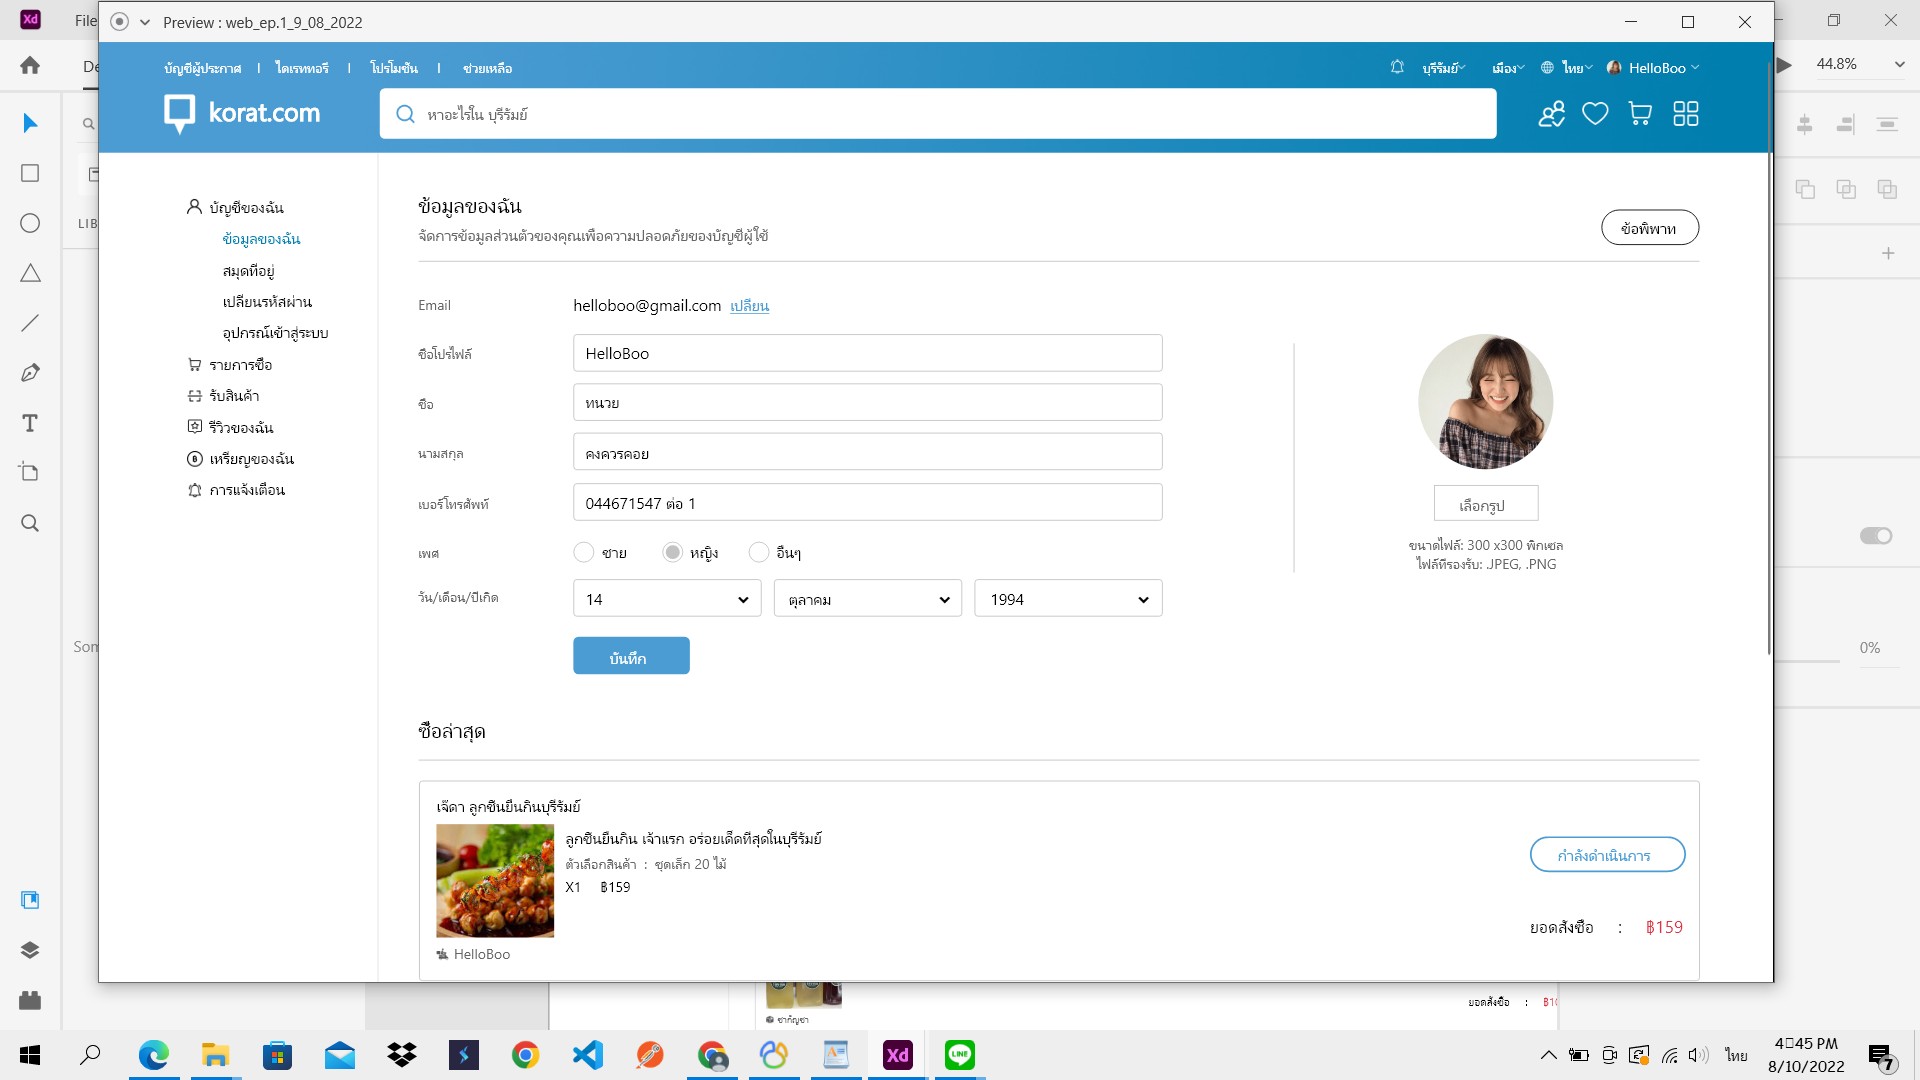 Xd
File
Preview : web_ep.1_9_08_2022
De
44.8%
บัญชีผู้ประกาศ | ไดเรททอรี่ | โปรโมชั่น | ช่วยเหลือ
บุรีรัมย์ เมือง ไทย HelloBoo
korat.com
หาอะไรใน บุรีรัมย์
LIB
บัญชีของฉัน
ข้อมูลของฉัน
สมุดที่อยู่
เปลี่ยนรหัสผ่าน
อุปกรณ์เข้าสู่ระบบ
รายการซื้อ
รับสินค้า
รีวิวของฉัน
เหรียญของฉัน
การแจ้งเตือน
ข้อมูลของฉัน
จัดการข้อมูลส่วนตัวของคุณเพื่อความปลอดภัยของบัญชีผู้ใช้
ข้อพิพาท
Email helloboo@gmail.com เปลี่ยน
ชื่อโปรไฟล์ HelloBoo
ชื่อ ทนวย
นามสกุล คงควรคอย
เบอร์โทรศัพท์ 044671547 ต่อ 1
เพศ ชาย หญิง อื่นๆ
วัน/เดือน/ปีเกิด 14 ตุลาคม 1994
บันทึก
เลือกรูป
ขนาดไฟล์: 300 x300 พิกเซล
ไฟล์ที่รองรับ: .JPEG, .PNG
Som
0%
ซื้อล่าสุด
เจ๊ดา ลูกชิ้นยืนกินบุรีรัมย์
ลูกชิ้นยืนกิน เจ้าแรก อร่อยเด็ดที่สุดในบุรีรัมย์
ตัวเลือกสินค้า : ชุดเล็ก 20 ไม้
X1 ฿159
กำลังดำเนินการ
ยอดสั่งซื้อ : ฿159
HelloBoo
ยอดสั่งซื้อ : ฿10
ชากัญชา
Xd
LINE
ไทย
4:45 PM
8/10/2022
7